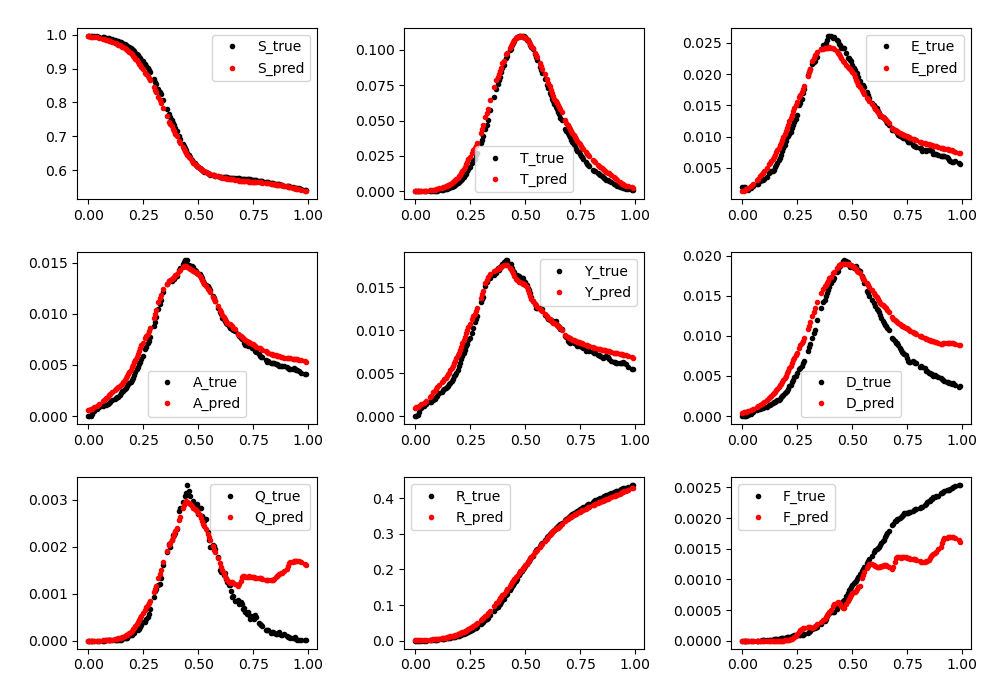 1.0
0.9
0.8
0.7
0.6
S_true
S_pred
0.00 0.25 0.50 0.75 1.00
0.100
0.075
0.050
0.025
0.000
T_true
T_pred
0.00 0.25 0.50 0.75 1.00
0.025
0.020
0.015
0.010
0.005
E_true
E_pred
0.00 0.25 0.50 0.75 1.00
0.015
0.010
0.005
0.000
A_true
A_pred
0.00 0.25 0.50 0.75 1.00
0.015
0.010
0.005
0.000
Y_true
Y_pred
0.00 0.25 0.50 0.75 1.00
0.020
0.015
0.010
0.005
0.000
D_true
D_pred
0.00 0.25 0.50 0.75 1.00
0.003
0.002
0.001
0.000
Q_true
Q_pred
0.00 0.25 0.50 0.75 1.00
0.4
0.3
0.2
0.1
0.0
R_true
R_pred
0.00 0.25 0.50 0.75 1.00
0.0025
0.0020
0.0015
0.0010
0.0005
0.0000
F_true
F_pred
0.00 0.25 0.50 0.75 1.00